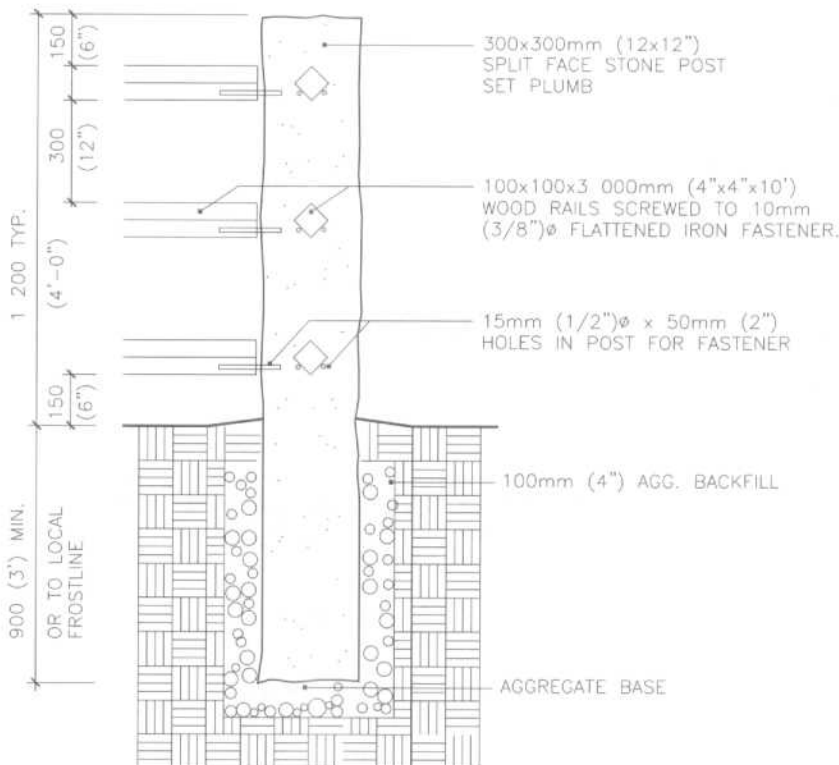 150
(6")
300
(12")
1 200 TYP.
(4'-0")
150
(6")
900 (3') MIN.
OR TO LOCAL
FROSTLINE
300x300mm (12x12")
SPLIT FACE STONE POST
SET PLUMB
100x100x3 000mm (4"x4"x10')
WOOD RAILS SCREWED TO 10mm
(3/8")ø FLATTENED IRON FASTENER.
15mm (1/2")ø x 50mm (2")
HOLES IN POST FOR FASTENER
100mm (4") AGG. BACKFILL
AGGREGATE BASE